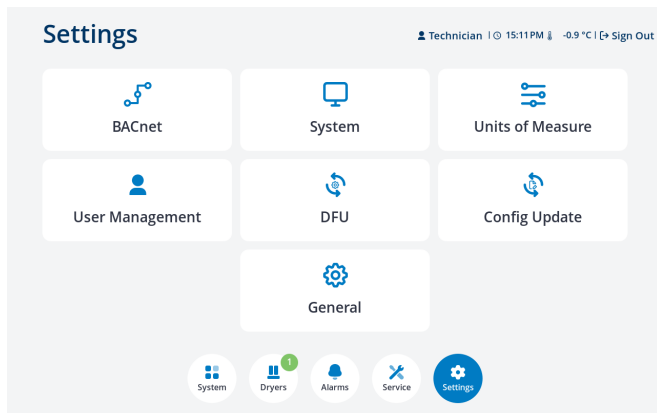 Settings
Technician | 15:11 PM -0.9 °C | Sign Out
BACnet
System
Units of Measure
User Management
DFU
Config Update
General
1
System
Dryers
Alarms
Service
Settings